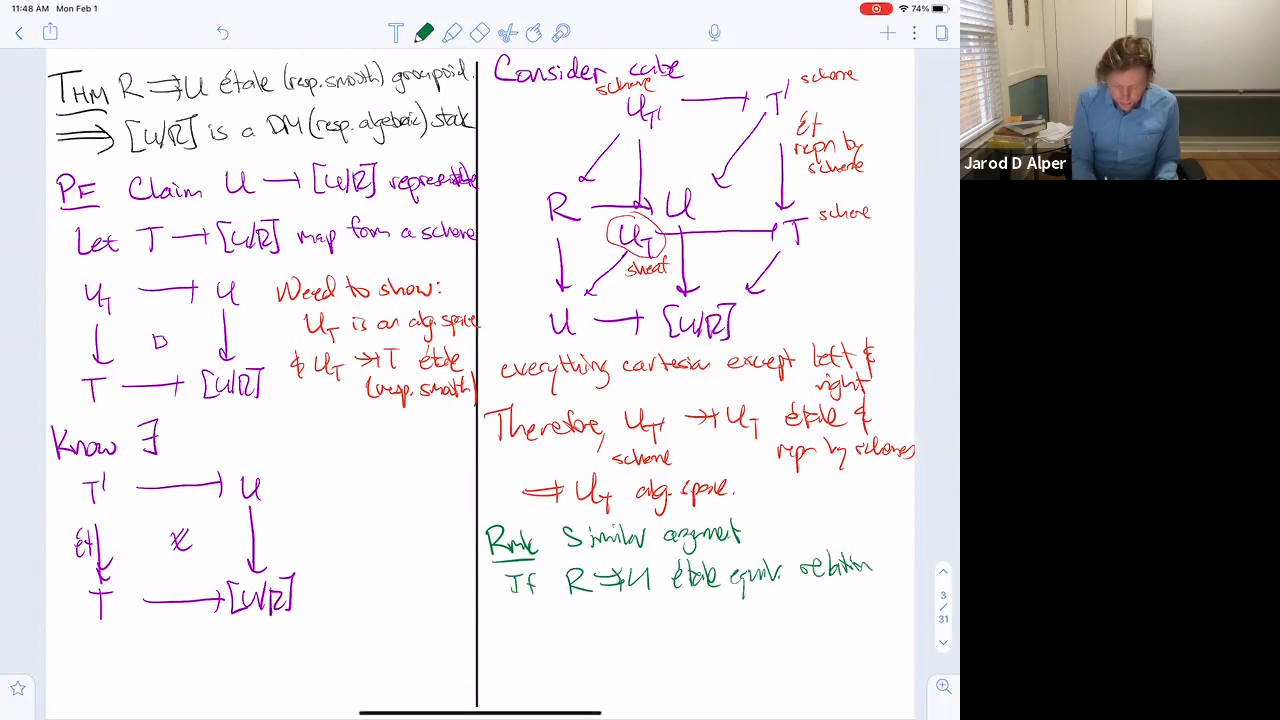 11:48 AM Mon Feb 1
74%
THM R ⇉ U étale (resp. smooth) groupoid.
⟹ [U/R] is a DM (resp. algebraic) stack
PF Claim U → [U/R] representable
Let T → [U/R] map from a scheme
U_T → U
T → [U/R]
Need to show:
U_T is an alg. space
& U_T → T étale
(resp. smooth)
Know ∃
T' → U
ét
T → [U/R]
Consider cube
scheme
U_T' → T' scheme
ét
repn by
scheme
R → U
U_T → T scheme
sheaf
U → [U/R]
everything cartesian except left &
right
Therefore, U_T' → U_T étale &
scheme
repn by schemes
⟹ U_T alg. space.
Rmk Similar argument
If R ⇉ U étale equiv. relation
Jarod D Alper
3
/
31